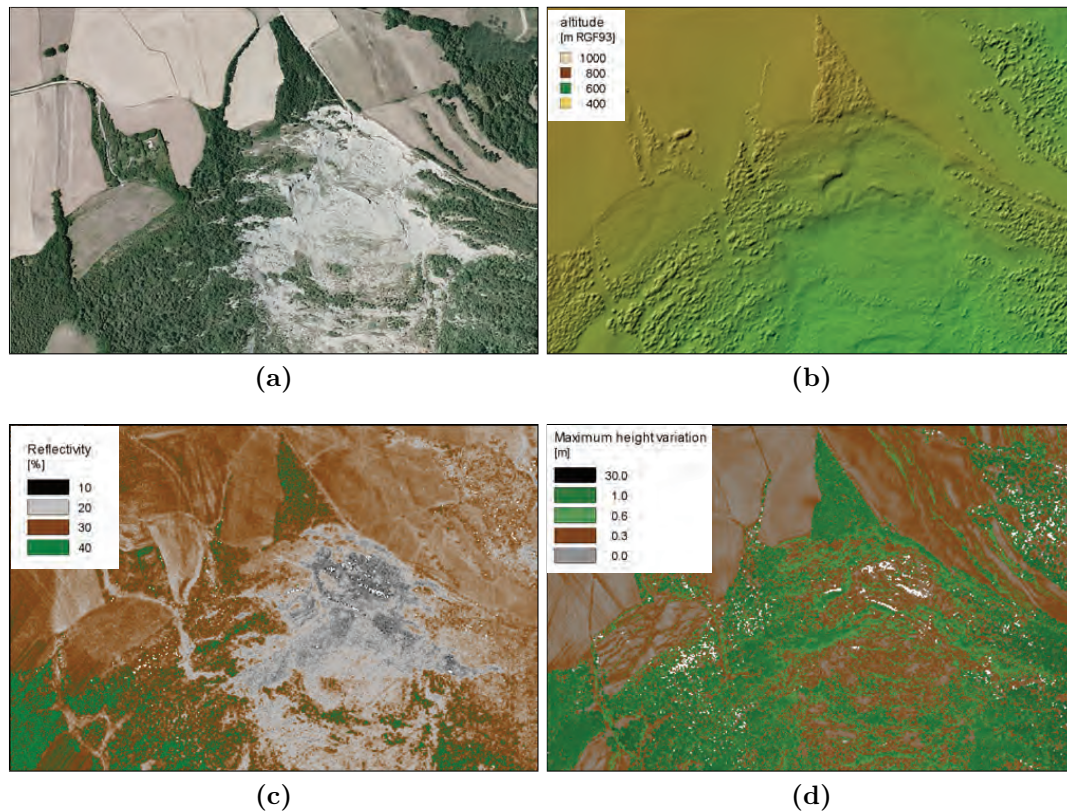 altitude
[m RGF93]
1000
800
600
400
(a)
(b)
Reflectivity
[%]
10
20
30
40
Maximum height variation
[m]
30.0
1.0
0.6
0.3
0.0
(c)
(d)